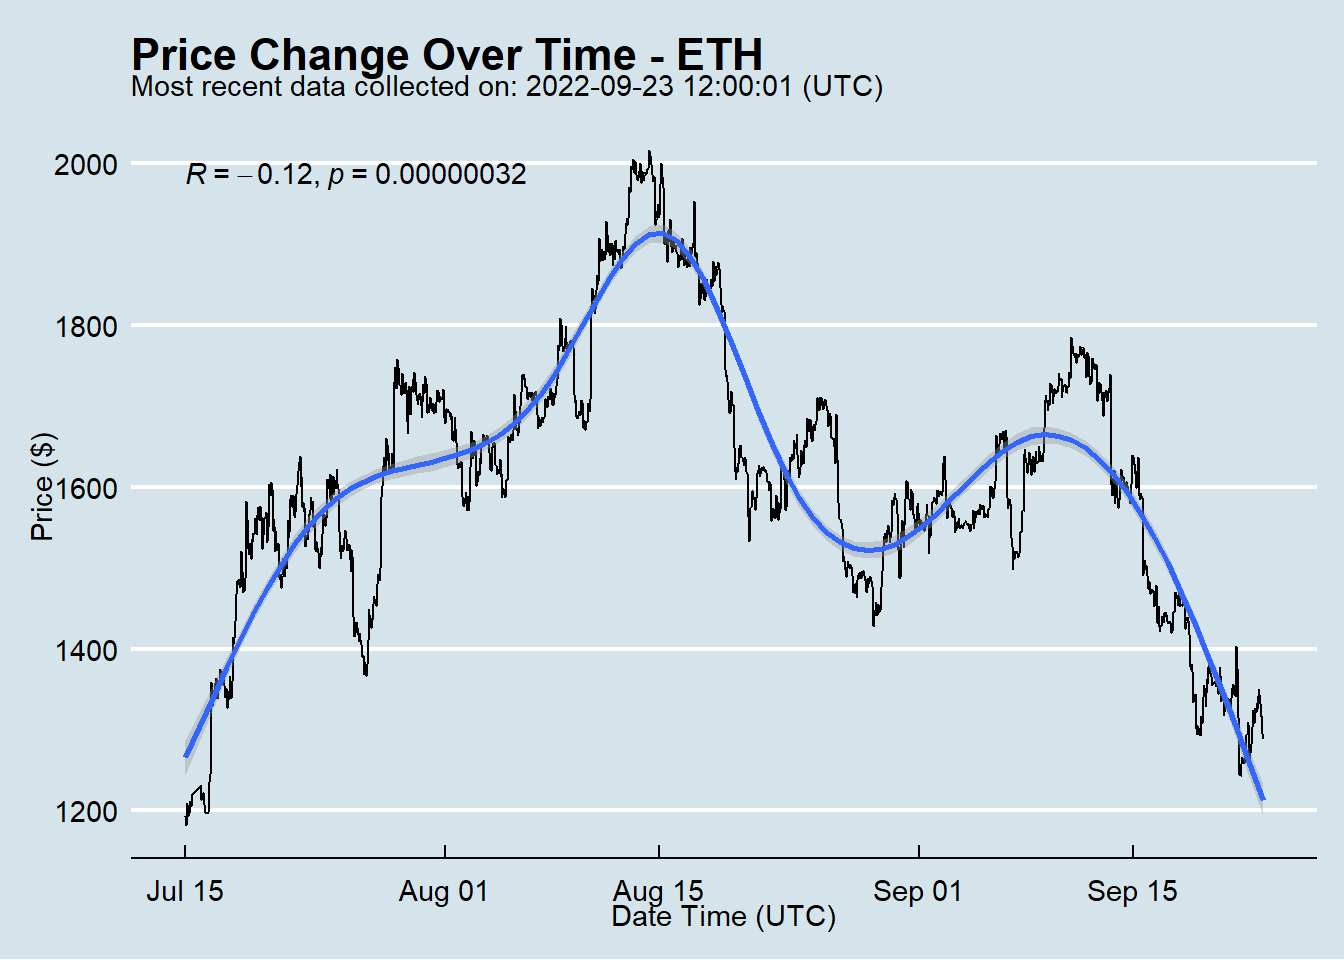 Price Change Over Time - ETH
Most recent data collected on: 2022-09-23 12:00:01 (UTC)
R = −0.12, p = 0.00000032
2000
1800
1600
1400
1200
Price ($)
Jul 15
Aug 01
Aug 15
Sep 01
Sep 15
Date Time (UTC)